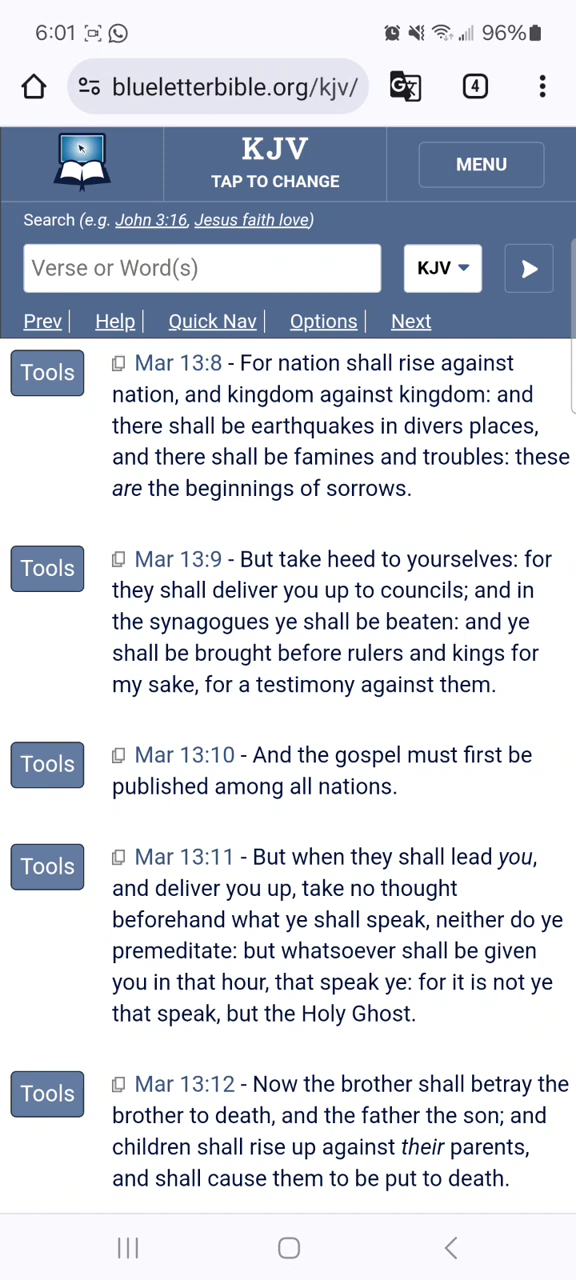 6:01
96%
blueletterbible.org/kjv/
4
KJV
TAP TO CHANGE
MENU
Search (e.g. John 3:16, Jesus faith love)
Verse or Word(s)
KJV
Prev | Help | Quick Nav | Options | Next
Tools
Mar 13:8 - For nation shall rise against
nation, and kingdom against kingdom: and
there shall be earthquakes in divers places,
and there shall be famines and troubles: these
are the beginnings of sorrows.
Tools
Mar 13:9 - But take heed to yourselves: for
they shall deliver you up to councils; and in
the synagogues ye shall be beaten: and ye
shall be brought before rulers and kings for
my sake, for a testimony against them.
Tools
Mar 13:10 - And the gospel must first be
published among all nations.
Tools
Mar 13:11 - But when they shall lead you,
and deliver you up, take no thought
beforehand what ye shall speak, neither do ye
premeditate: but whatsoever shall be given
you in that hour, that speak ye: for it is not ye
that speak, but the Holy Ghost.
Tools
Mar 13:12 - Now the brother shall betray the
brother to death, and the father the son; and
children shall rise up against their parents,
and shall cause them to be put to death.